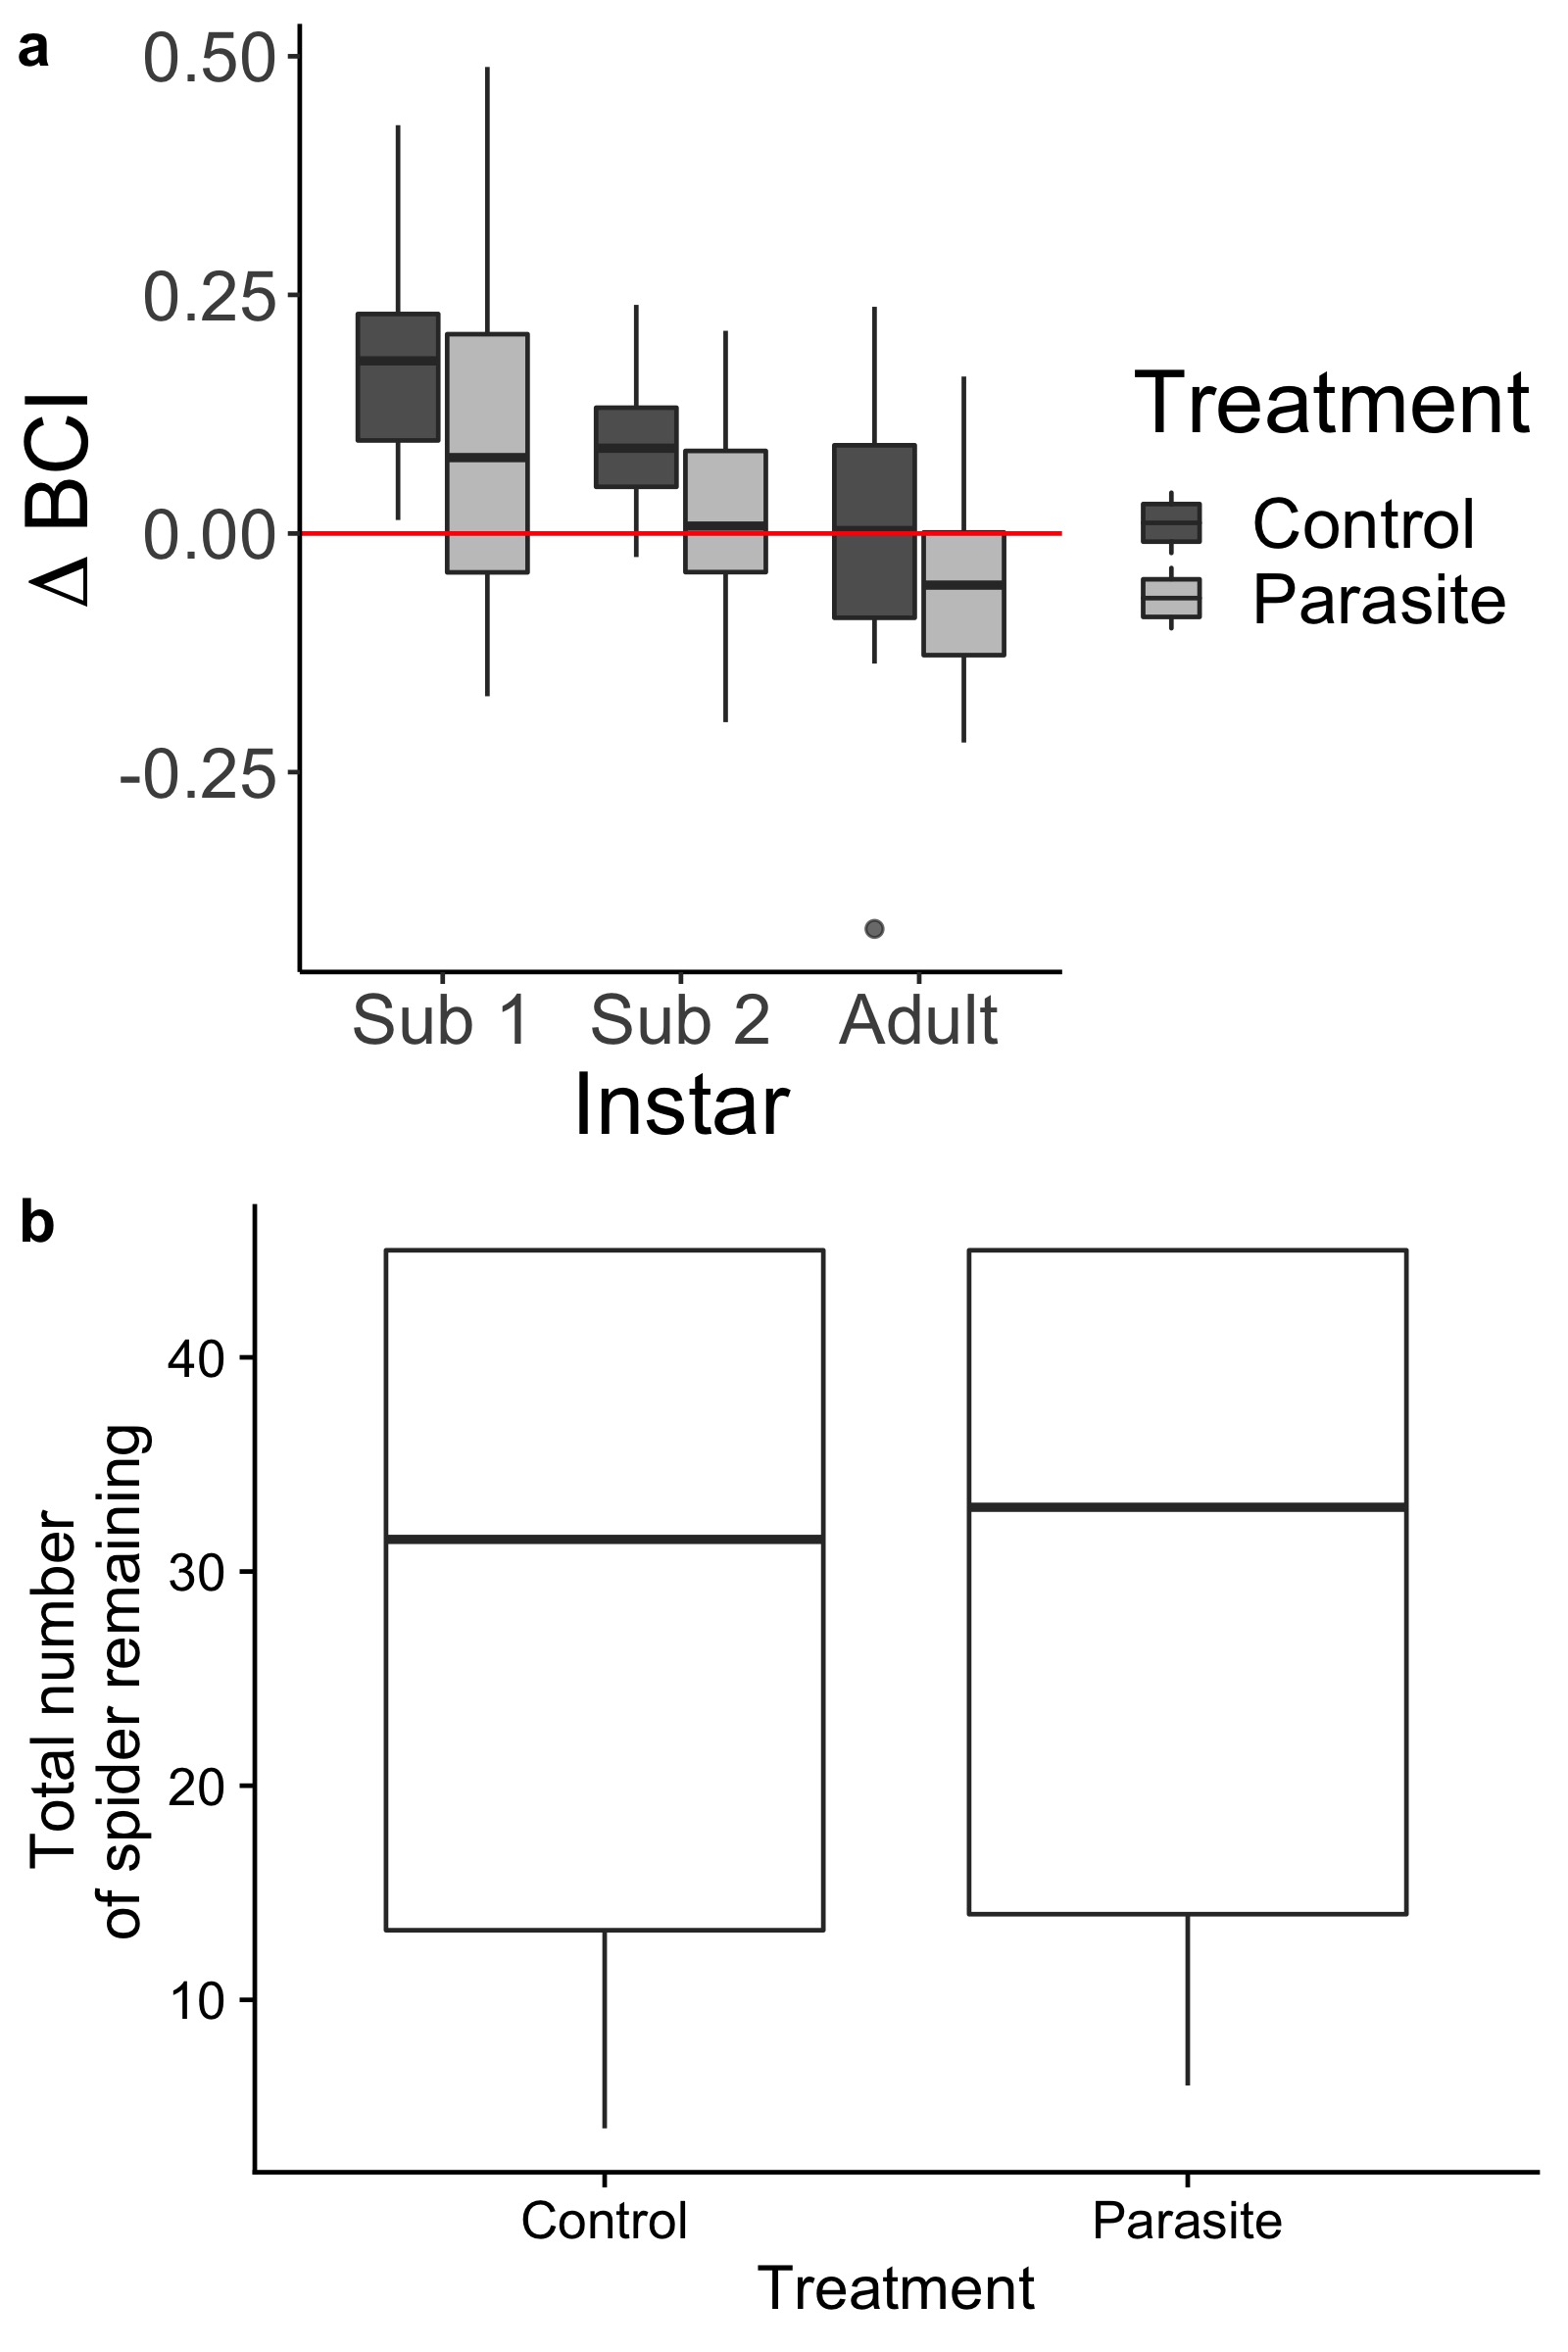 a
0.50
0.25
0.00
-0.25
Δ BCI
Sub 1 Sub 2 Adult
Instar
Treatment
Control
Parasite
b
40
30
20
10
Total number
of spider remaining
Control Parasite
Treatment